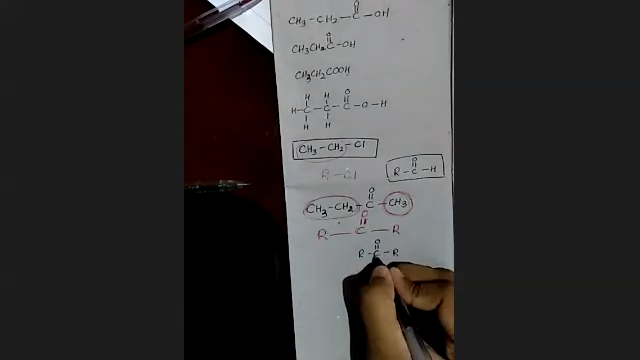 O
CH₃ – CH₂ – C – OH
O
CH₃CH₂C–OH
CH₃CH₂COOH
H H O
H–C – C – C – O – H
H H
CH₃ – CH₂ – Cl
R – Cl
O
R – C – H
O
CH₃–CH₂ – C – CH₃
O
R — C — R
O
R – C – R